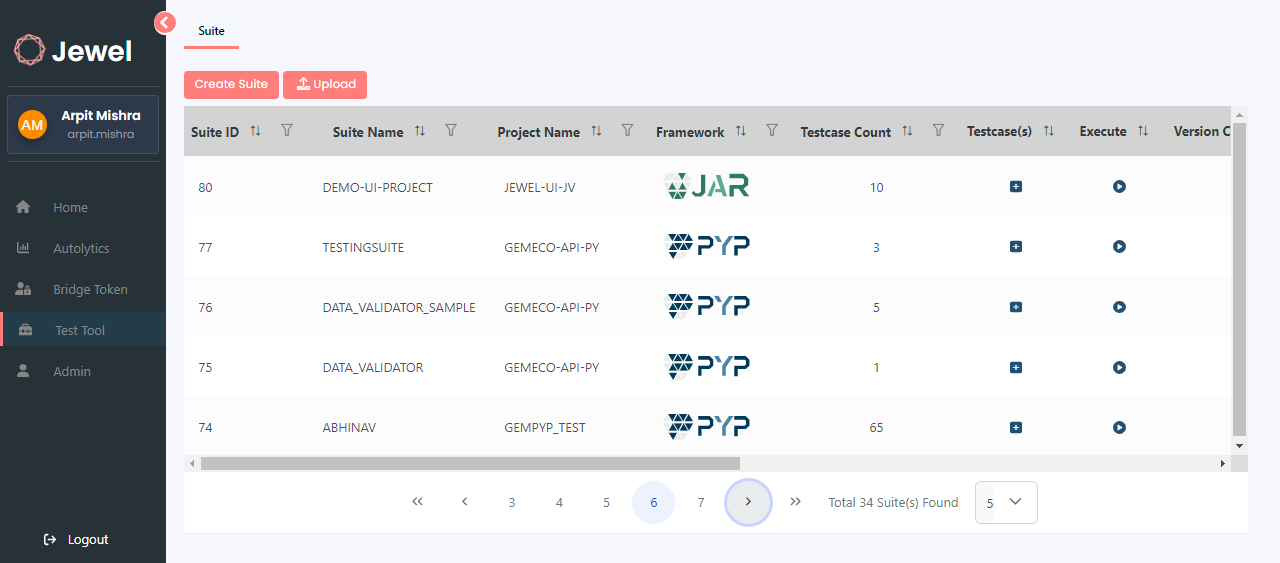 Jewel
AM
Arpit Mishra
arpit.mishra
Home
Autolytics
Bridge Token
Test Tool
Admin
Logout
Suite
Create Suite
Upload
Suite ID Suite Name Project Name Framework Testcase Count Testcase(s) Execute Version C
80 DEMO-UI-PROJECT JEWEL-UI-JV JAR 10
77 TESTINGSUITE GEMECO-API-PY PYP 3
76 DATA_VALIDATOR_SAMPLE GEMECO-API-PY PYP 5
75 DATA_VALIDATOR GEMECO-API-PY PYP 1
74 ABHINAV GEMPYP_TEST PYP 65
3 4 5 6 7 Total 34 Suite(s) Found 5